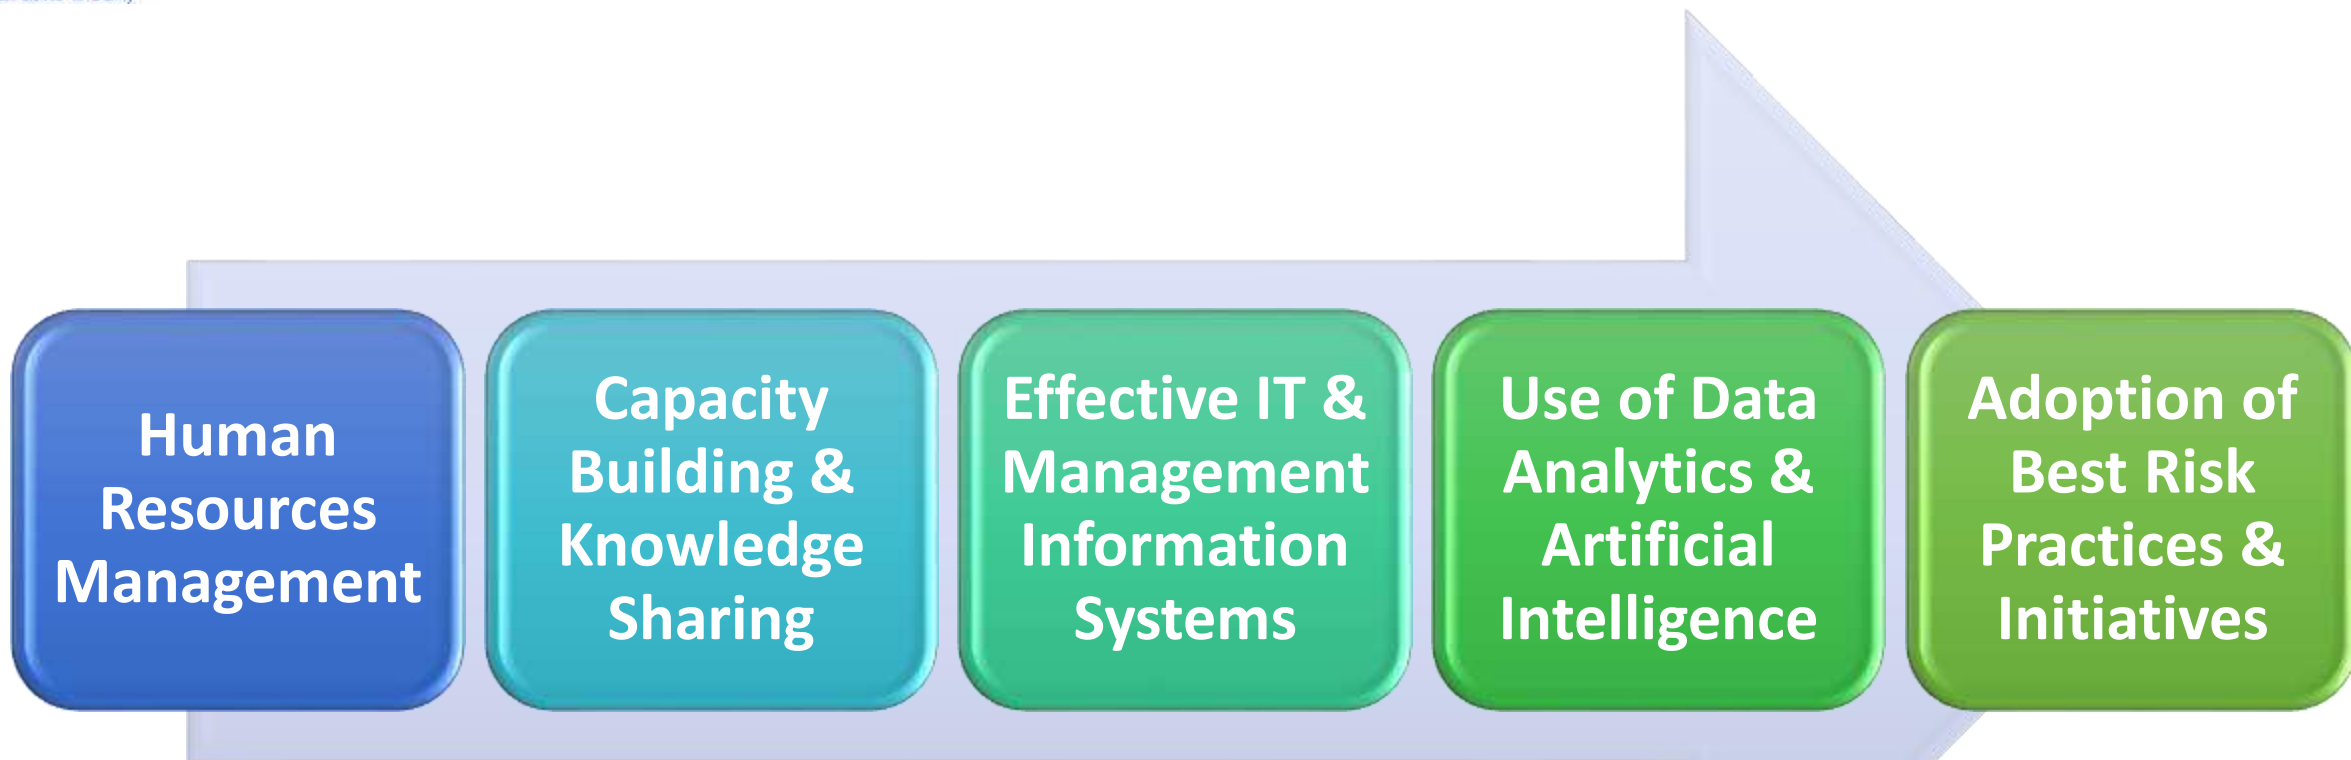 Human
Resources
Management
Capacity
Building &
Knowledge
Sharing
Effective IT &
Management
Information
Systems
Use of Data
Analytics &
Artificial
Intelligence
Adoption of
Best Risk
Practices &
Initiatives